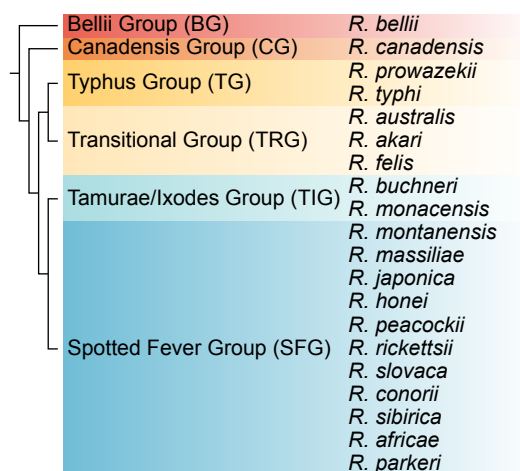 Bellii Group (BG) R. bellii
Canadensis Group (CG) R. canadensis
Typhus Group (TG) R. prowazekii
R. typhi
Transitional Group (TRG) R. australis
R. akari
R. felis
Tamurae/Ixodes Group (TIG) R. buchneri
R. monacensis
Spotted Fever Group (SFG) R. montanensis
R. massiliae
R. japonica
R. honei
R. peacockii
R. rickettsii
R. slovaca
R. conorii
R. sibirica
R. africae
R. parkeri